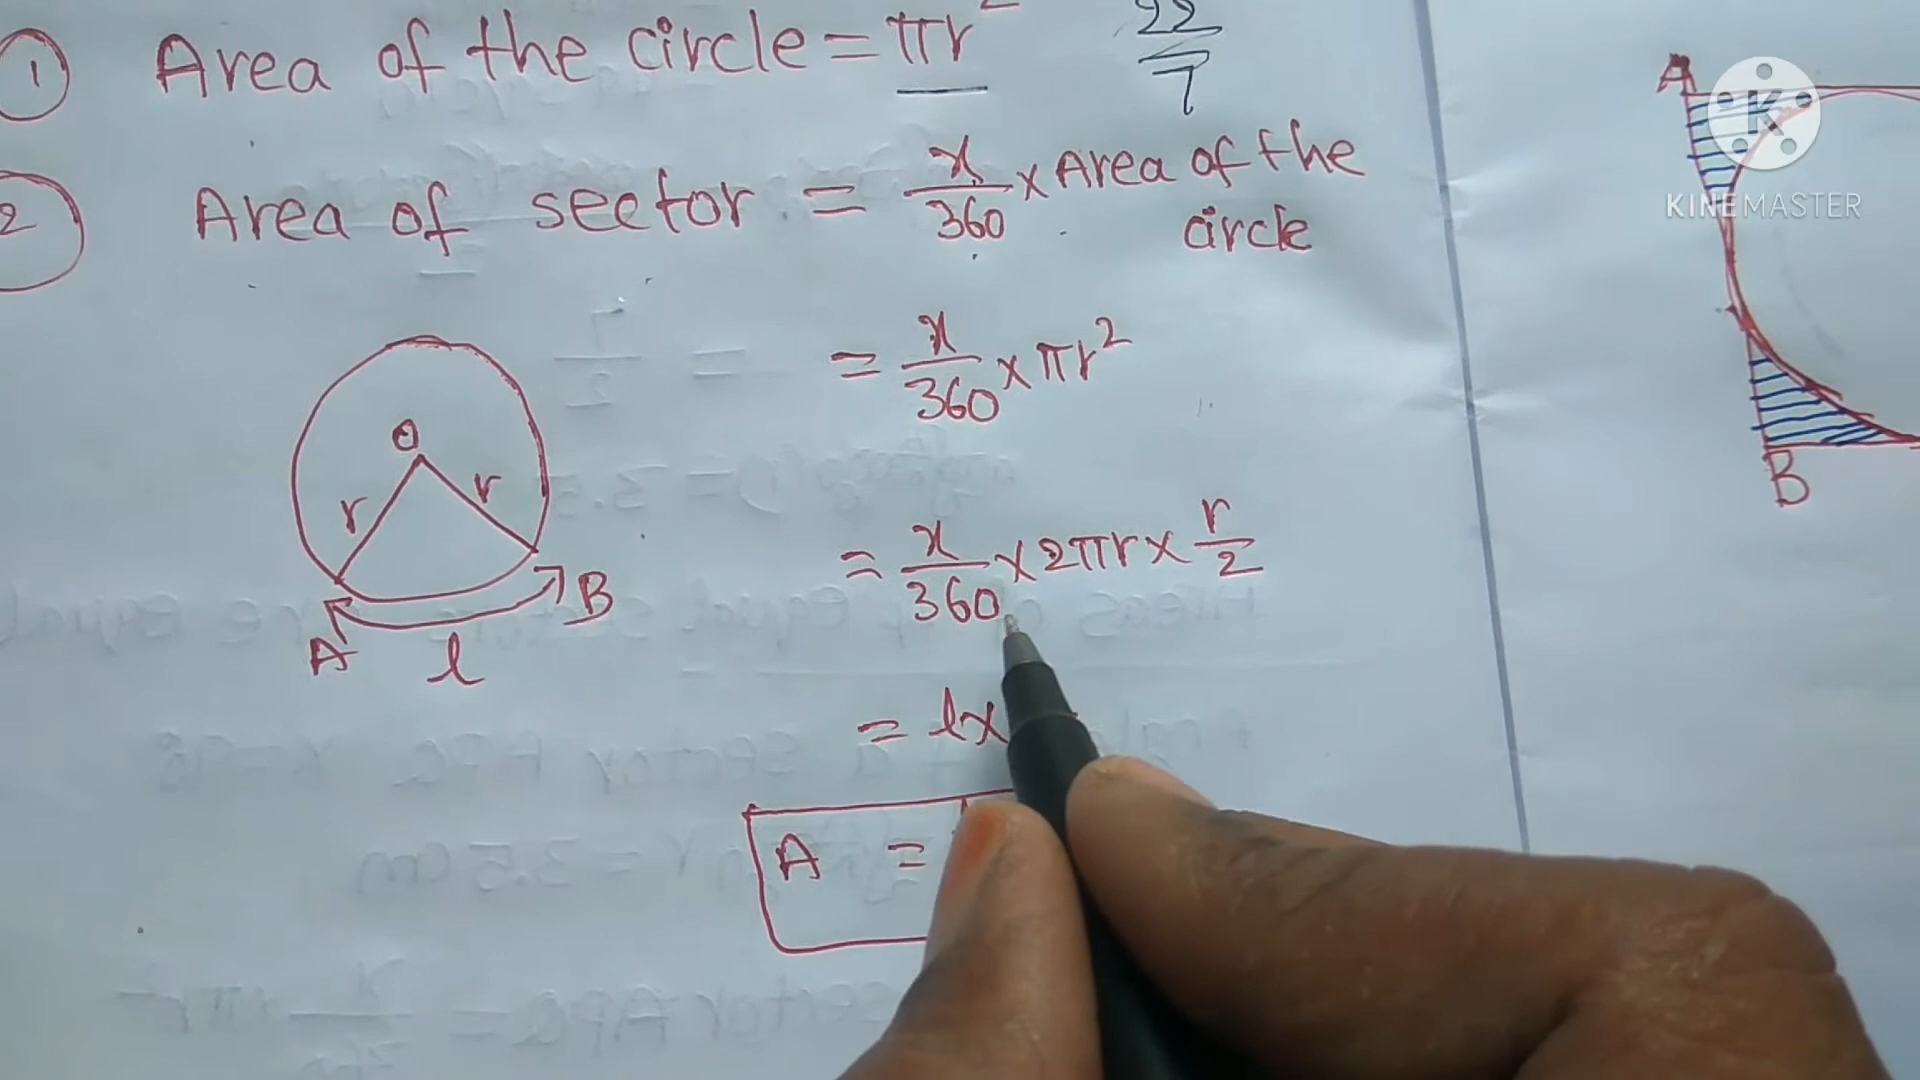 ① Area of the circle = πr²
22/7
② Area of sector = x/360 × Area of the
circle
= x/360 × πr²
= x/360 × 2πr × r/2
= l×
A =
O
r r
A B
l
A
B
K
KINEMASTER